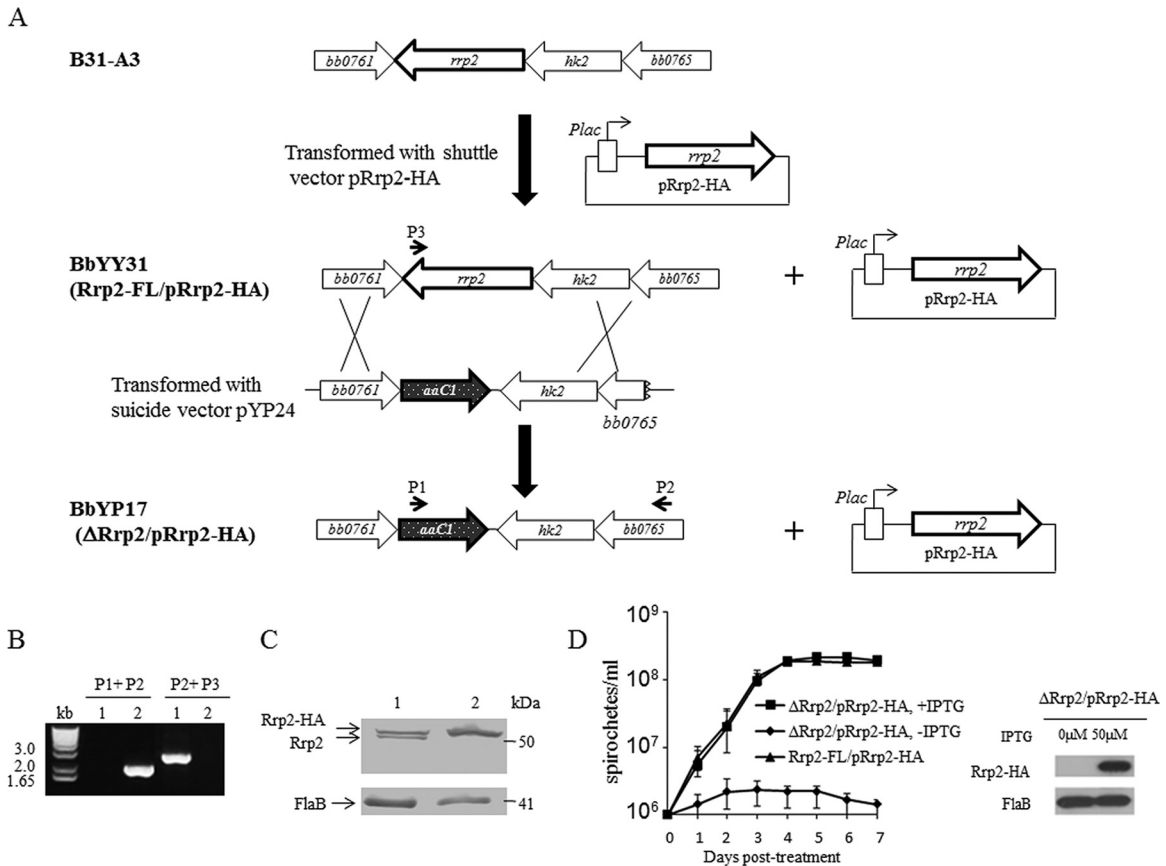 A
B31-A3
bb0761 rrp2 hk2 bb0765
Transformed with shuttle
vector pRrp2-HA
Plac
rrp2
pRrp2-HA
P3
BbYY31
(Rrp2-FL/pRrp2-HA)
bb0761 rrp2 hk2 bb0765
+
Plac
rrp2
pRrp2-HA
Transformed with
suicide vector pYP24
bb0761 aaC1 hk2
bb0765
P1 P2
BbYP17
(ΔRrp2/pRrp2-HA)
bb0761 aaC1 hk2 bb0765
+
Plac
rrp2
pRrp2-HA
B
P1+P2 P2+P3
kb 1 2 1 2
3.0
2.0
1.65
C
1 2 kDa
Rrp2-HA
Rrp2
50
FlaB
41
D
spirochetes/ml
10⁹
10⁸
10⁷
10⁶
0 1 2 3 4 5 6 7
Days post-treatment
ΔRrp2/pRrp2-HA, +IPTG
ΔRrp2/pRrp2-HA, -IPTG
Rrp2-FL/pRrp2-HA
ΔRrp2/pRrp2-HA
IPTG 0µM 50µM
Rrp2-HA
FlaB